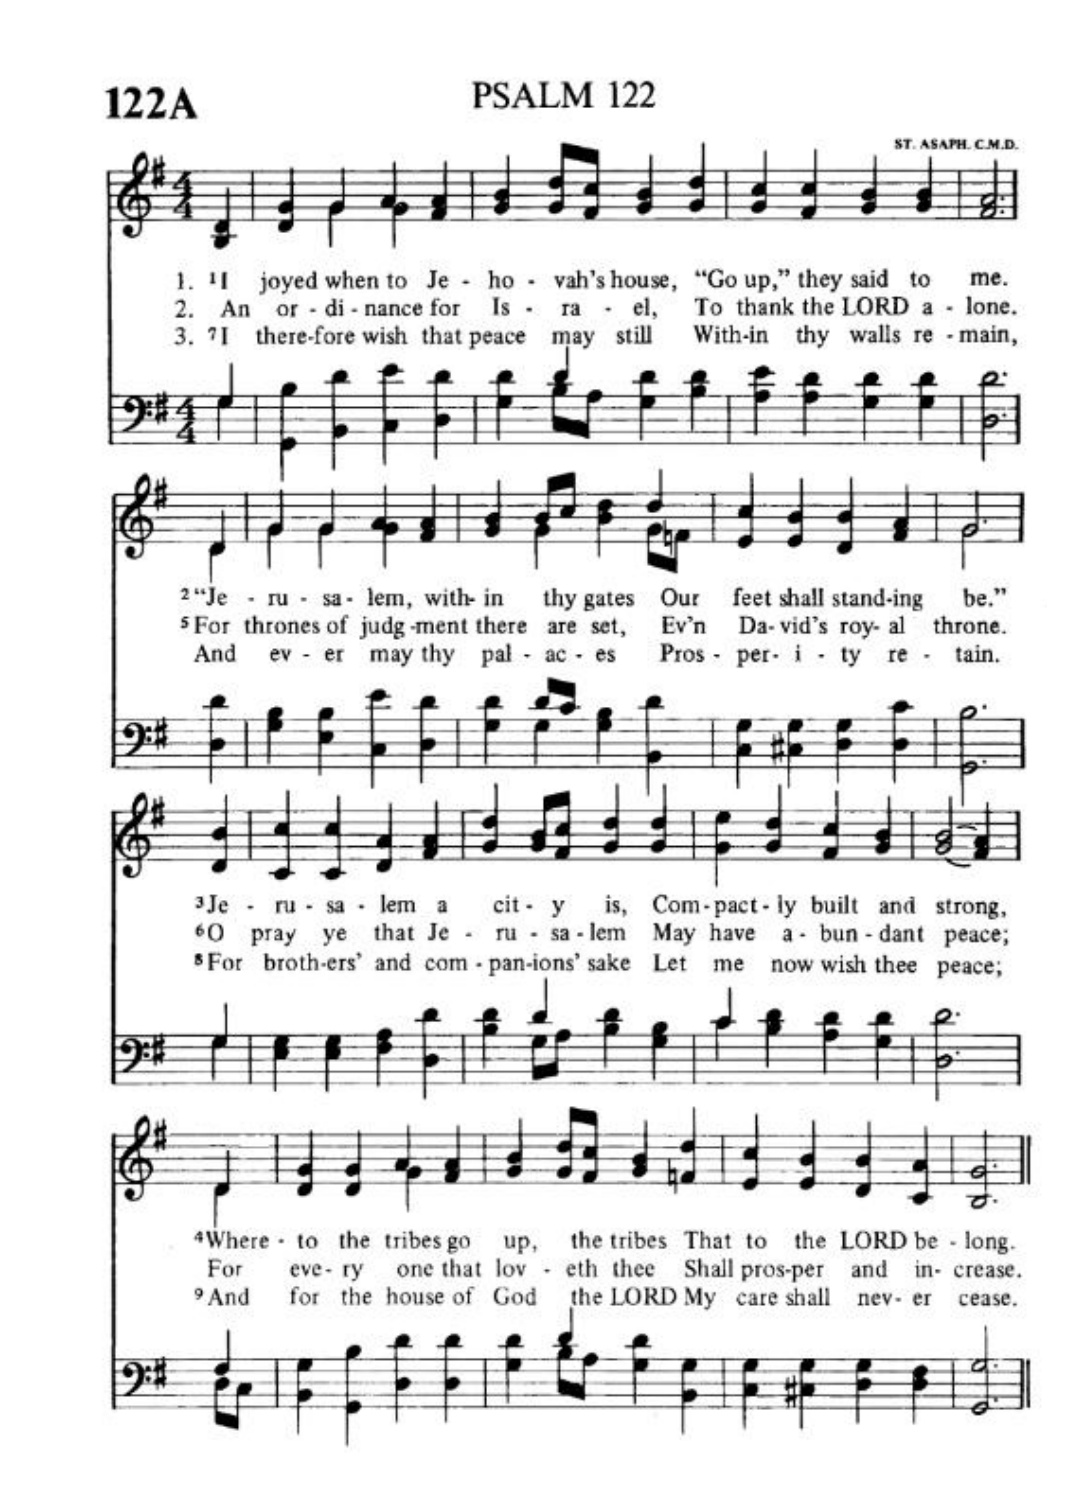 122A
PSALM 122
ST. ASAPH. C.M.D.
1. ¹I joyed when to Je - ho - vah's house, "Go up," they said to me.
2. An or - di - nance for Is - ra - el, To thank the LORD a - lone.
3. ⁷I there-fore wish that peace may still With-in thy walls re - main,
²"Je - ru - sa - lem, with- in thy gates Our feet shall stand-ing be."
⁵For thrones of judg -ment there are set, Ev'n Da- vid's roy- al throne.
And ev - er may thy pal - ac - es Pros - per- i - ty re - tain.
³Je - ru - sa - lem a cit - y is, Com-pact - ly built and strong,
⁶O pray ye that Je - ru - sa - lem May have a - bun - dant peace;
⁸For broth-ers' and com - pan-ions' sake Let me now wish thee peace;
⁴Where - to the tribes go up, the tribes That to the LORD be - long.
For eve- ry one that lov - eth thee Shall pros-per and in- crease.
⁹And for the house of God the LORD My care shall nev- er cease.